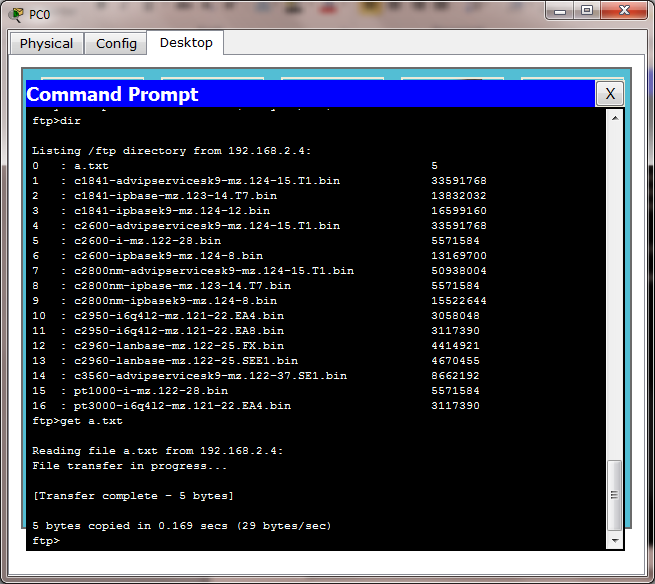 PC0
Physical Config Desktop
Command Prompt X
ftp>dir
Listing /ftp directory from 192.168.2.4:
0 : a.txt 5
1 : c1841-advipservicesk9-mz.124-15.T1.bin 33591768
2 : c1841-ipbase-mz.123-14.T7.bin 13832032
3 : c1841-ipbasek9-mz.124-12.bin 16599160
4 : c2600-advipservicesk9-mz.124-15.T1.bin 33591768
5 : c2600-i-mz.122-28.bin 5571584
6 : c2600-ipbasek9-mz.124-8.bin 13169700
7 : c2800nm-advipservicesk9-mz.124-15.T1.bin 50938004
8 : c2800nm-ipbase-mz.123-14.T7.bin 5571584
9 : c2800nm-ipbasek9-mz.124-8.bin 15522644
10 : c2950-i6q4l2-mz.121-22.EA4.bin 3058048
11 : c2950-i6q4l2-mz.121-22.EA8.bin 3117390
12 : c2960-lanbase-mz.122-25.FX.bin 4414921
13 : c2960-lanbase-mz.122-25.SEE1.bin 4670455
14 : c3560-advipservicesk9-mz.122-37.SE1.bin 8662192
15 : pt1000-i-mz.122-28.bin 5571584
16 : pt3000-i6q4l2-mz.121-22.EA4.bin 3117390
ftp>get a.txt
Reading file a.txt from 192.168.2.4:
File transfer in progress...
[Transfer complete - 5 bytes]
5 bytes copied in 0.169 secs (29 bytes/sec)
ftp>